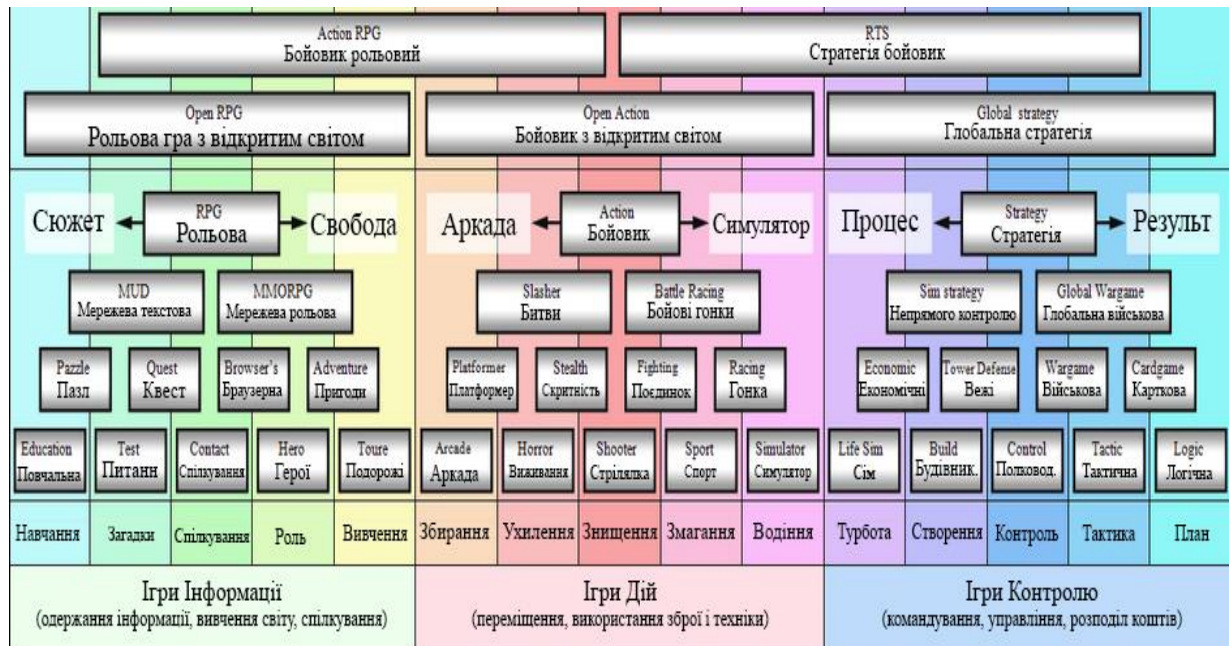 Action RPG
Бойовик рольовий
RTS
Стратегія бойовик
Open RPG
Рольова гра з відкритим світом
Open Action
Бойовик з відкритим світом
Global strategy
Глобальна стратегія
Сюжет
RPG
Рольова
Свобода
Аркада
Action
Бойовик
Симулятор
Процес
Strategy
Стратегія
Результ
MUD
Мережева текстова
MMORPG
Мережева рольова
Slasher
Битви
Battle Racing
Бойові гонки
Sim strategy
Непрямого контролю
Global Wargame
Глобальна військова
Pazzle
Пазл
Quest
Квест
Browser's
Браузерна
Adventure
Пригоди
Platformer
Платформер
Stealth
Скритність
Fighting
Поєдинок
Racing
Гонка
Economic
Економічні
Tower Defense
Вежі
Wargame
Військова
Cardgame
Карткова
Education
Повчальна
Test
Питанн
Contact
Спілкування
Hero
Герої
Toure
Подорожі
Arcade
Аркада
Horror
Виживання
Shooter
Стрілялка
Sport
Спорт
Simulator
Симулятор
Life Sim
Сім
Build
Будівник.
Control
Полковод.
Tactic
Тактична
Logic
Логічна
Навчання
Загадки
Спілкування
Роль
Вивчення
Збирання
Ухилення
Знищення
Змагання
Водіння
Турбота
Створення
Контроль
Тактика
План
Ігри Інформації
(одержання інформації, вивчення світу, спілкування)
Ігри Дій
(переміщення, використання зброї і техніки)
Ігри Контролю
(командування, управління, розподіл коштів)